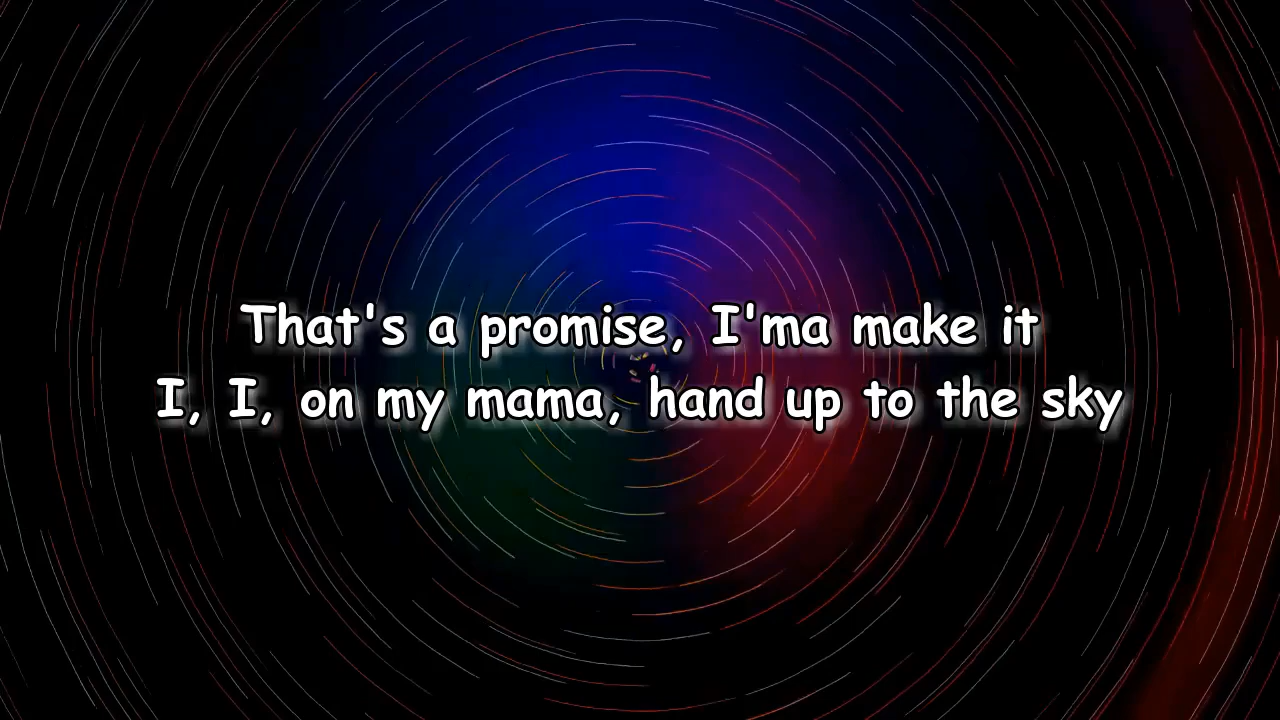 That's a promise, I'ma make it
I, I, on my mama, hand up to the sky